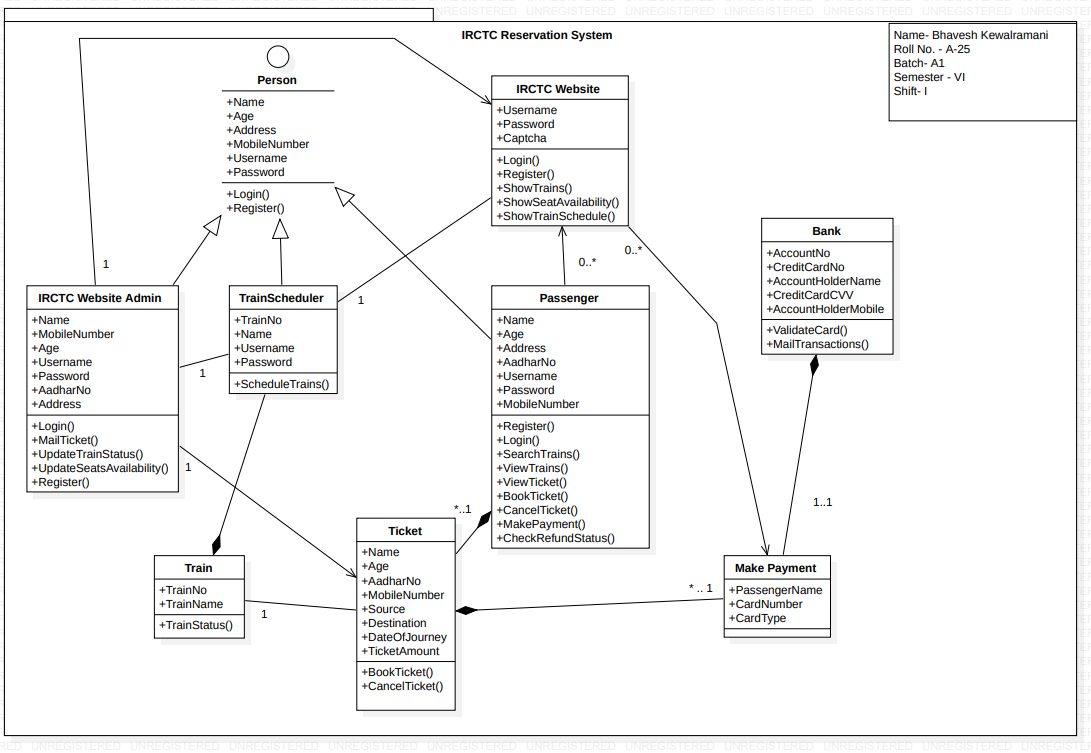 UNREGISTERED UNREGISTERED UNREGISTERED UNREGISTERED UNREGISTERED UNREGISTERED
IRCTC Reservation System
Name- Bhavesh Kewalramani
Roll No. - A-25
Batch- A1
Semester - VI
Shift- I
Person
+Name
+Age
+Address
+MobileNumber
+Username
+Password
+Login()
+Register()
IRCTC Website
+Username
+Password
+Captcha
+Login()
+Register()
+ShowTrains()
+ShowSeatAvailability()
+ShowTrainSchedule()
Bank
+AccountNo
+CreditCardNo
+AccountHolderName
+CreditCardCVV
+AccountHolderMobile
+ValidateCard()
+MailTransactions()
1
1
0..*
0..*
IRCTC Website Admin
+Name
+MobileNumber
+Age
+Username
+Password
+AadharNo
+Address
+Login()
+MailTicket()
+UpdateTrainStatus()
+UpdateSeatsAvailability()
+Register()
TrainScheduler
+TrainNo
+Name
+Username
+Password
+ScheduleTrains()
Passenger
+Name
+Age
+Address
+AadharNo
+Username
+Password
+MobileNumber
+Register()
+Login()
+SearchTrains()
+ViewTrains()
+ViewTicket()
+BookTicket()
+CancelTicket()
+MakePayment()
+CheckRefundStatus()
1
1
*..1
1..1
Train
+TrainNo
+TrainName
+TrainStatus()
1
Ticket
+Name
+Age
+AadharNo
+MobileNumber
+Source
+Destination
+DateOfJourney
+TicketAmount
+BookTicket()
+CancelTicket()
* .. 1
Make Payment
+PassengerName
+CardNumber
+CardType
UNREGISTERED UNREGISTERED UNREGISTERED UNREGISTERED UNREGISTERED UNREGISTERED UNREGISTERED UNREGISTERED UNREGISTERED UNREGISTERED